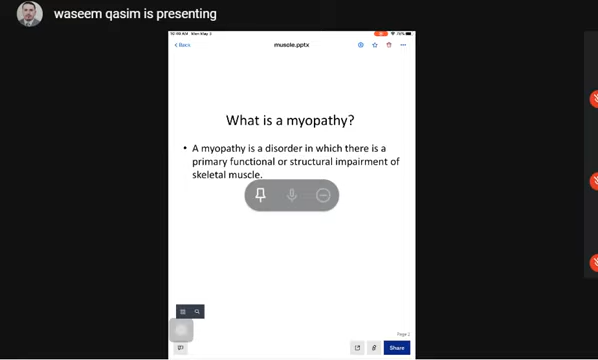 waseem qasim is presenting
Back
muscle.pptx
What is a myopathy?
• A myopathy is a disorder in which there is a
primary functional or structural impairment of
skeletal muscle.
Page 2
Share